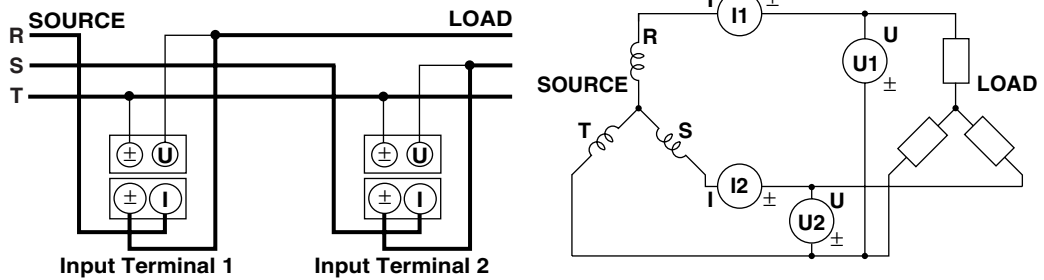 SOURCE
LOAD
R
S
T
± U
± U
± I
± I
Input Terminal 1
Input Terminal 2
I1 ±
R
U
U1
±
SOURCE
LOAD
T
S
I
I2
±
U
U2
±